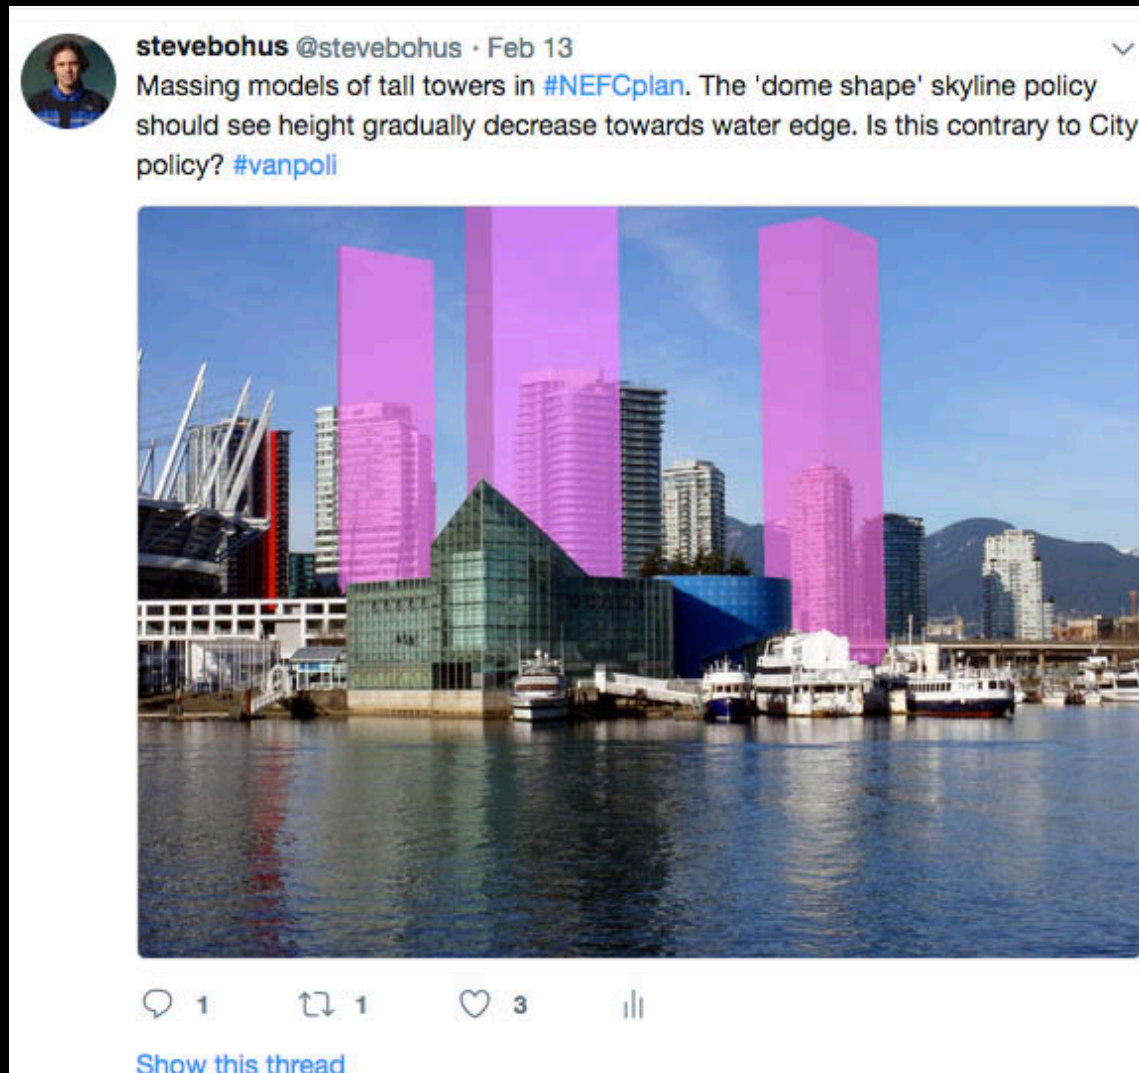 stevebohus @stevebohus · Feb 13
Massing models of tall towers in #NEFCplan. The 'dome shape' skyline policy
should see height gradually decrease towards water edge. Is this contrary to City
policy? #vanpoli
1 1 3
Show this thread